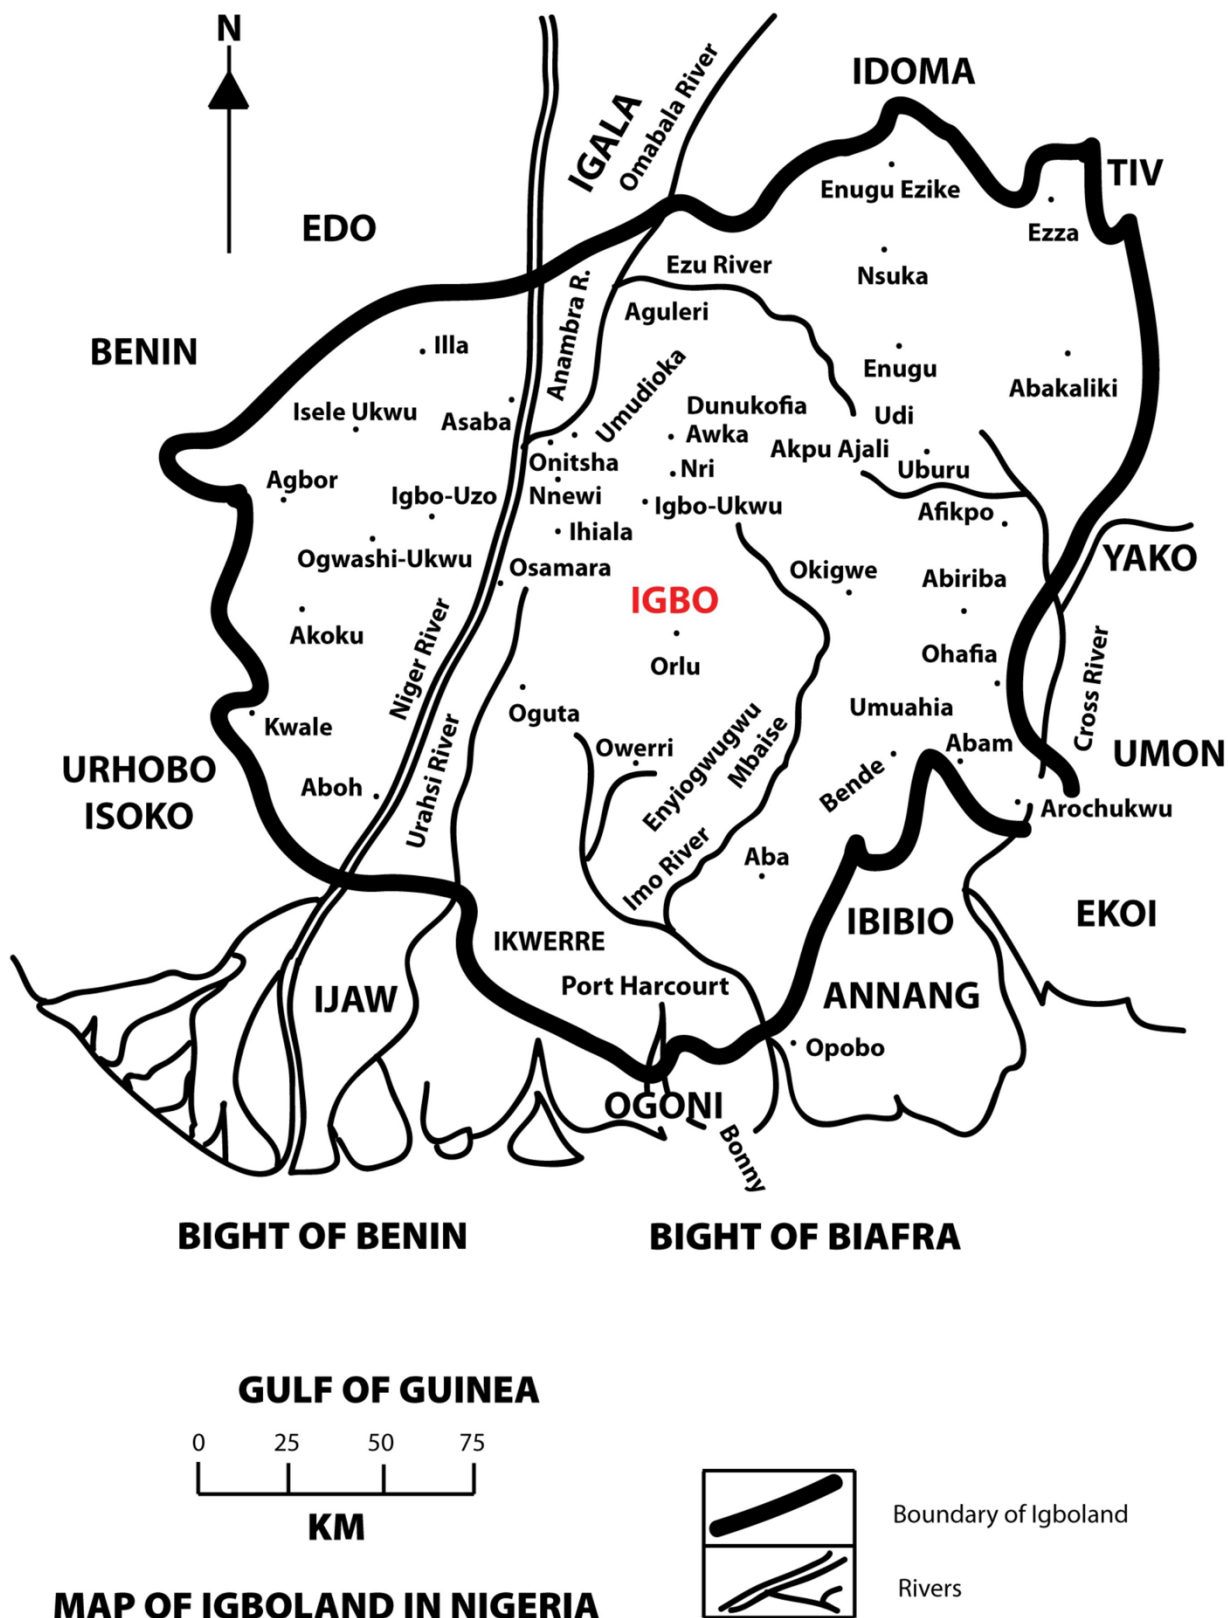 N
IDOMA
IGALA
Omabala River
TIV
Enugu Ezike
EDO
Ezza
Ezu River
Nsuka
Anambra R.
Aguleri
BENIN
Illa
Enugu
Abakaliki
Umudioka
Isele Ukwu
Asaba
Dunukofia
Udi
Awka
Akpu Ajali
Onitsha
Nri
Uburu
Agbor
Igbo-Uzo
Nnewi
Igbo-Ukwu
Afikpo
Ihiala
Ogwashi-Ukwu
Osamara
YAKO
Okigwe
Abiriba
IGBO
Akoku
Niger River
Orlu
Ohafia
Cross River
Oguta
Umuahia
Kwale
Owerri
Enyiogwugwu
Mbaise
Abam
UMON
URHOBO
ISOKO
Aboh
Urahsi River
Bende
Arochukwu
Imo River
Aba
IBIBIO
EKOI
IKWERRE
Port Harcourt
IJAW
ANNANG
Opobo
OGONI
Bonny
BIGHT OF BENIN
BIGHT OF BIAFRA
GULF OF GUINEA
0 25 50 75
KM
Boundary of Igboland
Rivers
MAP OF IGBOLAND IN NIGERIA